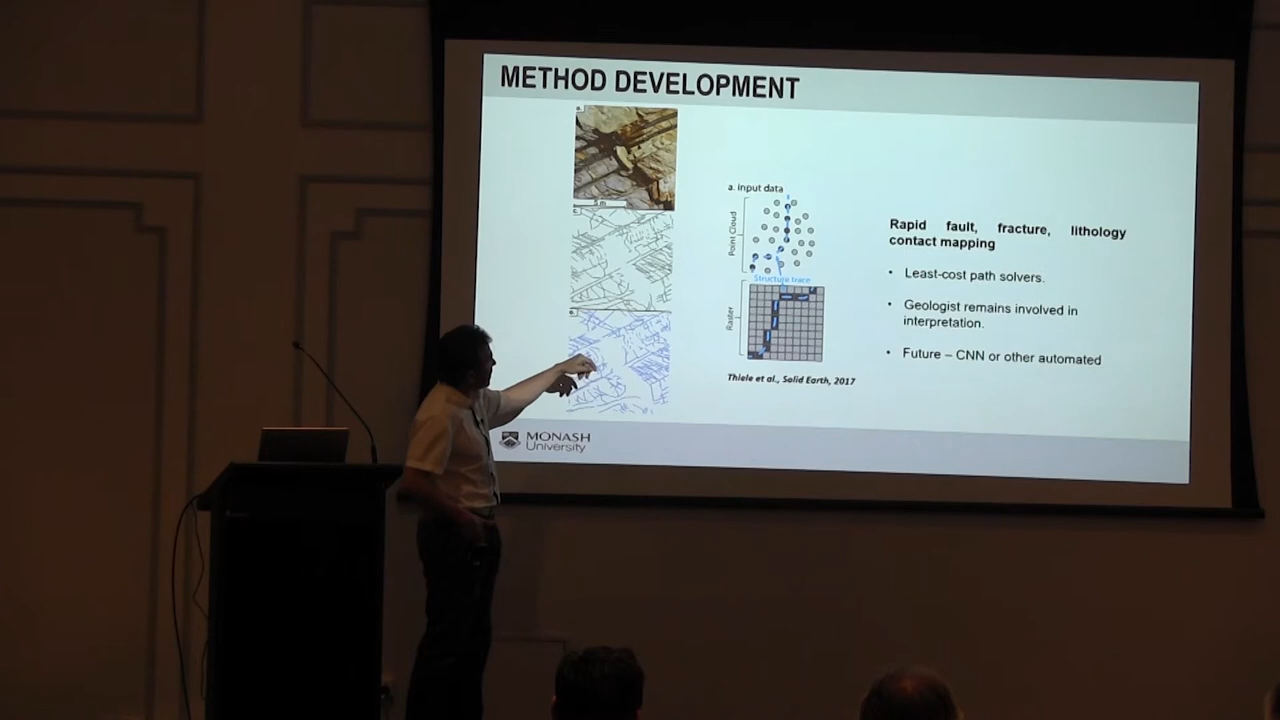 METHOD DEVELOPMENT
5 m
a. input data
Point Cloud
Structure trace
Raster
Thiele et al., Solid Earth, 2017
Rapid fault, fracture, lithology
contact mapping
• Least-cost path solvers.
• Geologist remains involved in
interpretation.
• Future – CNN or other automated
MONASH
University